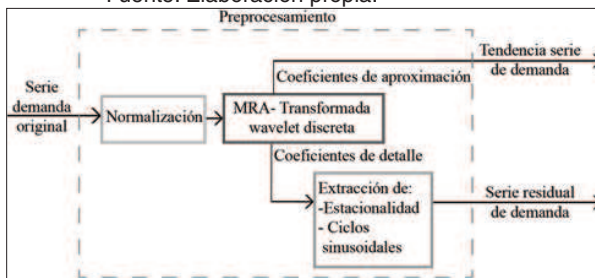 Fuente. Elaboración propia.
Preprocesamiento
Serie
demanda
original
Normalización
MRA- Transformada
wavelet discreta
Coeficientes de aproximación
Tendencia serie
de demanda
Coeficientes de detalle
Extracción de:
-Estacionalidad
- Ciclos
sinusoidales
Serie residual
de demanda